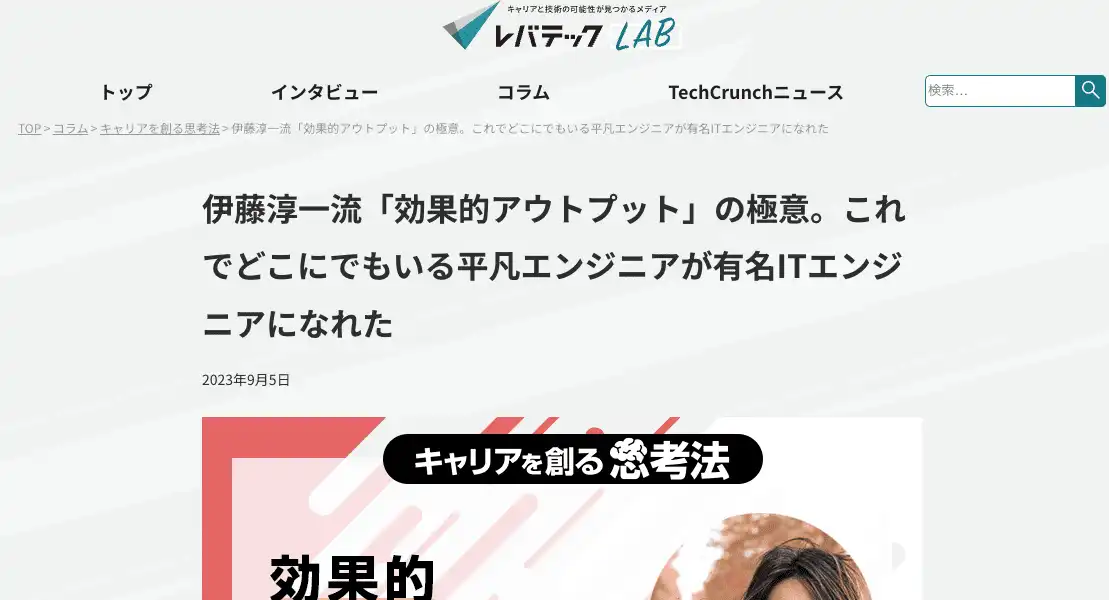 キャリアと技術の可能性が見つかるメディア
レバテック LAB
トップ インタビュー コラム TechCrunchニュース 検索…
TOP > コラム > キャリアを創る思考法 > 伊藤淳一流「効果的アウトプット」の極意。これでどこにでもいる平凡エンジニアが有名ITエンジニアになれた
伊藤淳一流「効果的アウトプット」の極意。これ
でどこにでもいる平凡エンジニアが有名ITエンジ
ニアになれた
2023年9月5日
キャリアを創る思考法
効果的